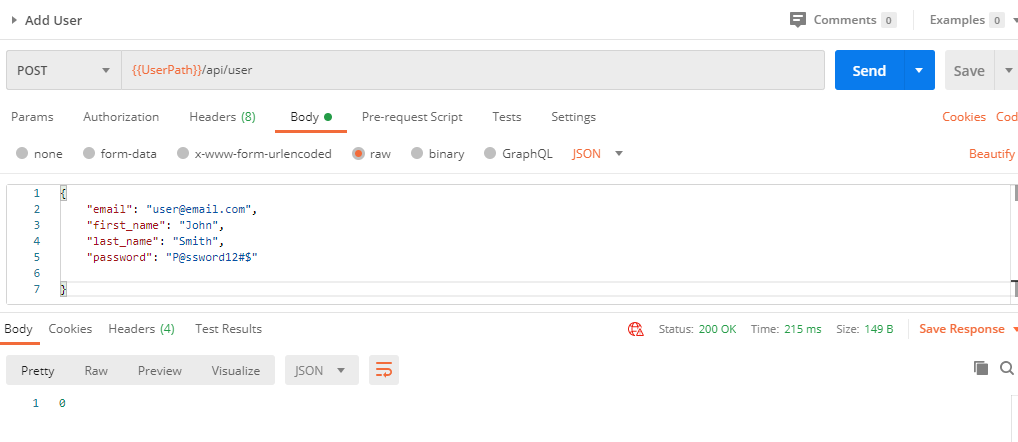 Add User Comments 0 Examples 0
POST {{UserPath}}/api/user Send Save
Params Authorization Headers (8) Body Pre-request Script Tests Settings Cookies Cod
none form-data x-www-form-urlencoded raw binary GraphQL JSON Beautify
1 {
2 "email": "user@email.com",
3 "first_name": "John",
4 "last_name": "Smith",
5 "password": "P@ssword12#$"
6
7 }
Body Cookies Headers (4) Test Results Status: 200 OK Time: 215 ms Size: 149 B Save Response
Pretty Raw Preview Visualize JSON
1 0